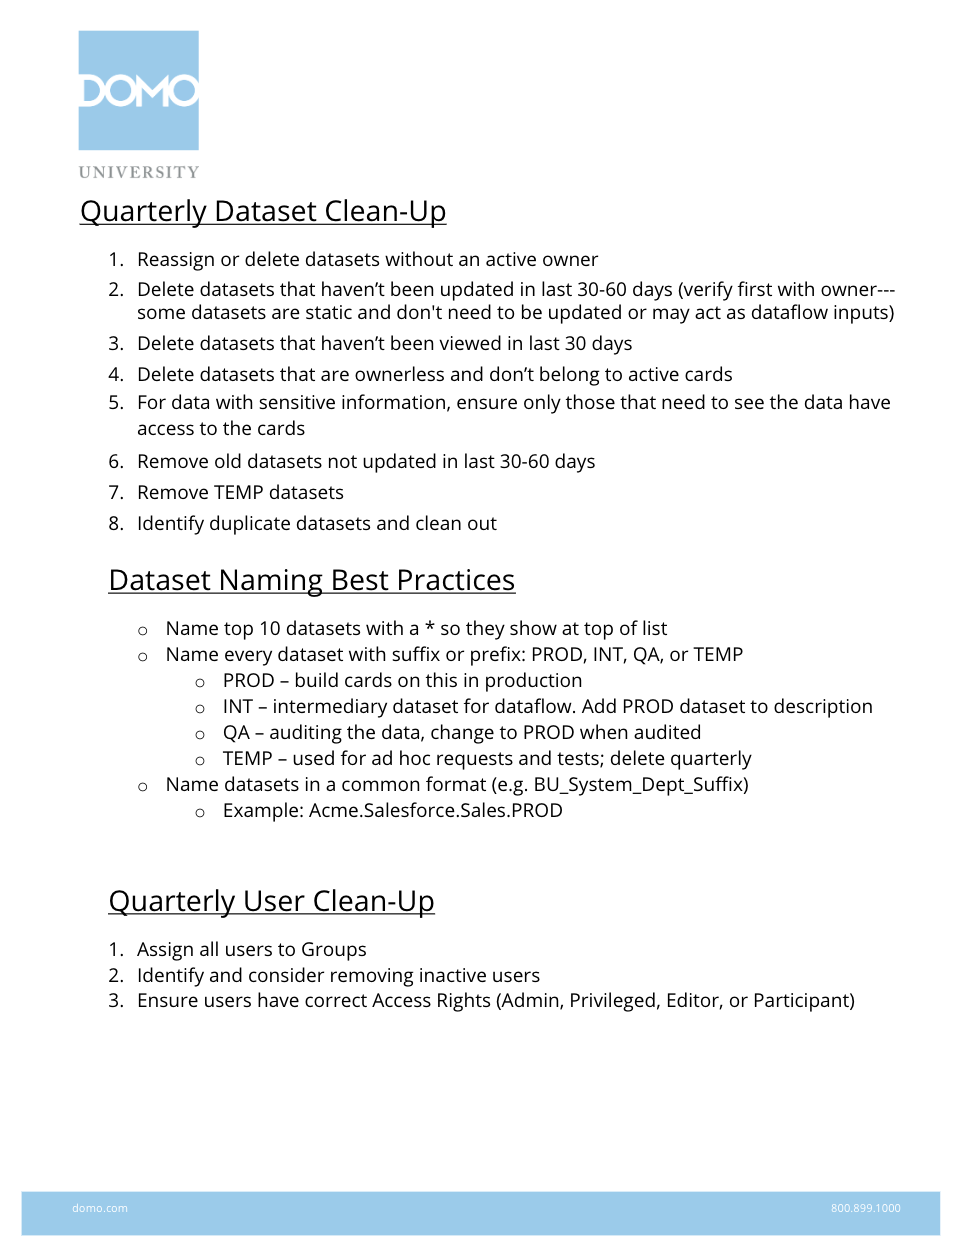 DOMO
UNIVERSITY
Quarterly Dataset Clean-Up
1. Reassign or delete datasets without an active owner
2. Delete datasets that haven’t been updated in last 30-60 days (verify first with owner---
some datasets are static and don't need to be updated or may act as dataflow inputs)
3. Delete datasets that haven’t been viewed in last 30 days
4. Delete datasets that are ownerless and don’t belong to active cards
5. For data with sensitive information, ensure only those that need to see the data have
access to the cards
6. Remove old datasets not updated in last 30-60 days
7. Remove TEMP datasets
8. Identify duplicate datasets and clean out
Dataset Naming Best Practices
o Name top 10 datasets with a * so they show at top of list
o Name every dataset with suffix or prefix: PROD, INT, QA, or TEMP
o PROD – build cards on this in production
o INT – intermediary dataset for dataflow. Add PROD dataset to description
o QA – auditing the data, change to PROD when audited
o TEMP – used for ad hoc requests and tests; delete quarterly
o Name datasets in a common format (e.g. BU_System_Dept_Suffix)
o Example: Acme.Salesforce.Sales.PROD
Quarterly User Clean-Up
1. Assign all users to Groups
2. Identify and consider removing inactive users
3. Ensure users have correct Access Rights (Admin, Privileged, Editor, or Participant)
domo.com 800.899.1000